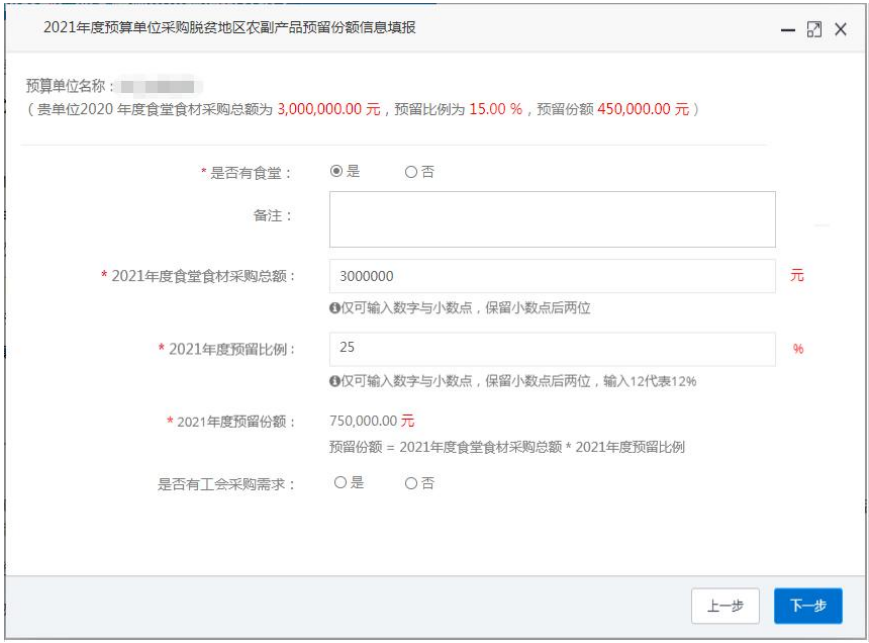 2021年度预算单位采购脱贫地区农副产品预留份额信息填报
预算单位名称：
（贵单位2020 年度食堂食材采购总额为 3,000,000.00 元，预留比例为 15.00 %，预留份额 450,000.00 元）
* 是否有食堂： 是 否
备注：
* 2021年度食堂食材采购总额： 3000000 元
仅可输入数字与小数点，保留小数点后两位
* 2021年度预留比例： 25 %
仅可输入数字与小数点，保留小数点后两位，输入12代表12%
* 2021年度预留份额： 750,000.00 元
预留份额 = 2021年度食堂食材采购总额 * 2021年度预留比例
是否有工会采购需求： 是 否
上一步 下一步